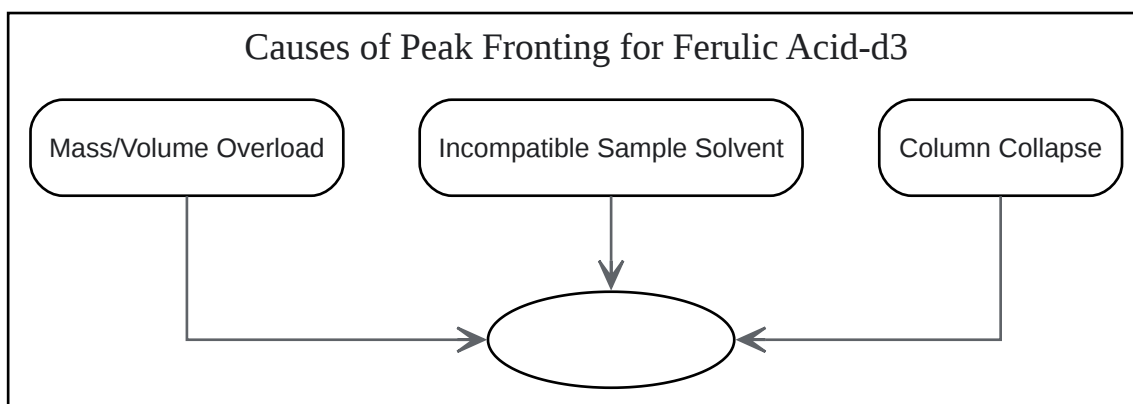 Causes of Peak Fronting for Ferulic Acid-d3
Mass/Volume Overload
Incompatible Sample Solvent
Column Collapse